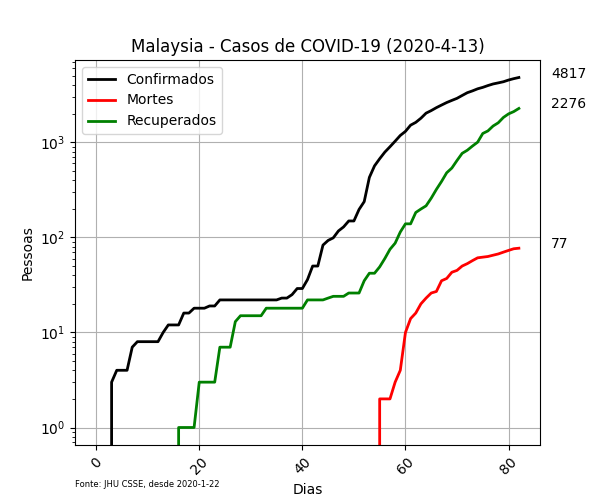 Malaysia - Casos de COVID-19 (2020-4-13)
Confirmados
Mortes
Recuperados
4817
2276
77
Pessoas
10³
10²
10¹
10⁰
0
20
40
60
80
Dias
Fonte: JHU CSSE, desde 2020-1-22